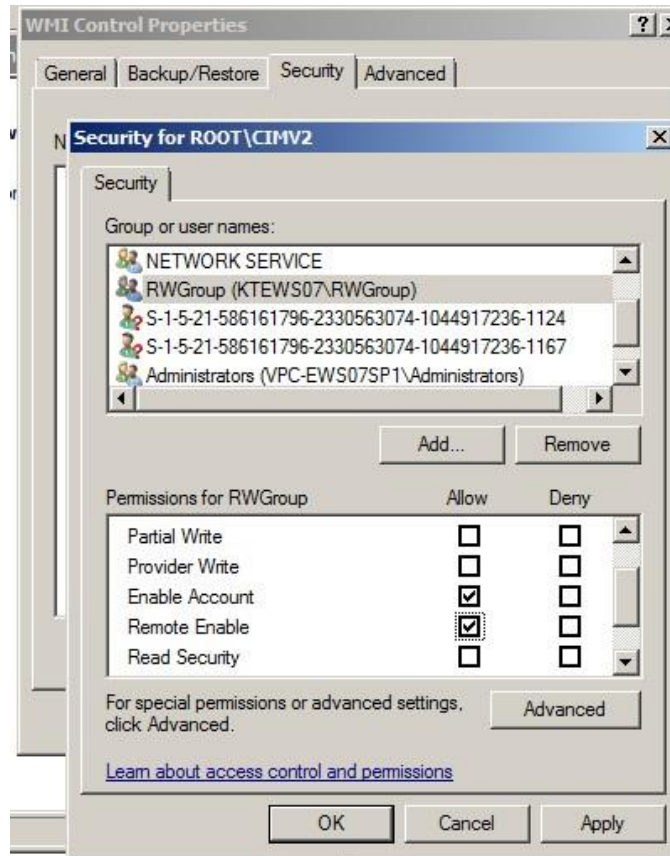 WMI Control Properties
General Backup/Restore Security Advanced
N
Security for ROOT\CIMV2
Security
Group or user names:
NETWORK SERVICE
RWGroup (KTEWS07\RWGroup)
S-1-5-21-586161796-2330563074-1044917236-1124
S-1-5-21-586161796-2330563074-1044917236-1167
Administrators (VPC-EWS07SP1\Administrators)
Add... Remove
Permissions for RWGroup Allow Deny
Partial Write
Provider Write
Enable Account
Remote Enable
Read Security
For special permissions or advanced settings,
click Advanced.
Advanced
Learn about access control and permissions
OK Cancel Apply